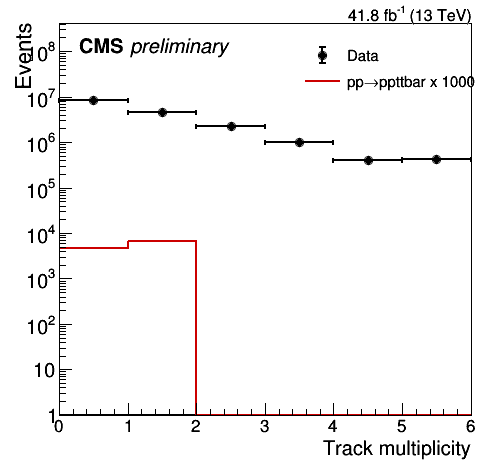 41.8 fb⁻¹ (13 TeV)
Events
CMS preliminary
Data
pp→ppttbar x 1000
10⁸
10⁷
10⁶
10⁵
10⁴
10³
10²
10
1
0 1 2 3 4 5 6
Track multiplicity